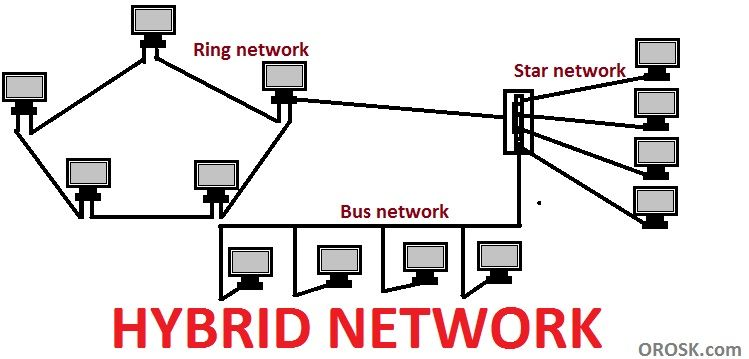 Ring network
Star network
Bus network
HYBRID NETWORK
OROSK.com